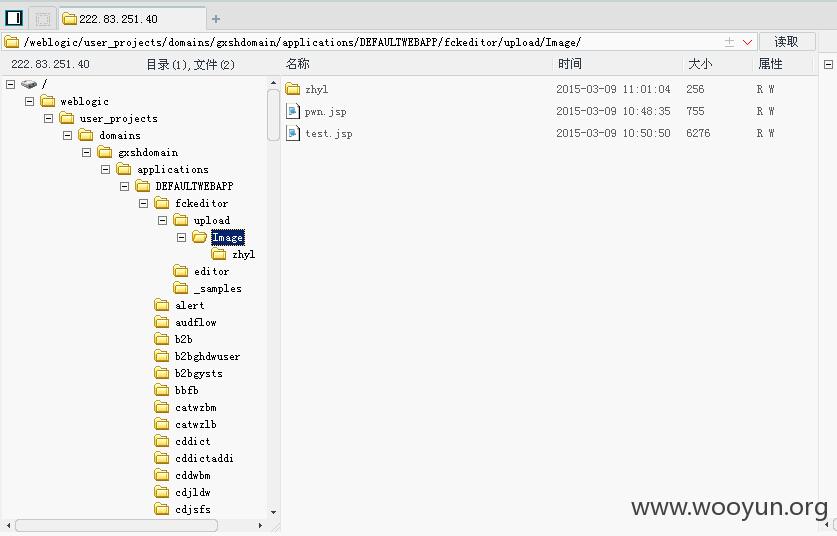 222.83.251.40
/weblogic/user_projects/domains/gxshdomain/applications/DEFAULTWEBAPP/fckeditor/upload/Image/ 读取
222.83.251.40 目录(1),文件(2) 名称 时间 大小 属性
/
weblogic
user_projects
domains
gxshdomain
applications
DEFAULTWEBAPP
fckeditor
upload
Image
zhyl
editor
_samples
alert
audflow
b2b
b2bghdwuser
b2bgysts
bbfb
catwzbm
catwzlb
cddict
cddictaddi
cddwbm
cdjldw
cdjsfs
zhyl 2015-03-09 11:01:04 256 R W
pwn.jsp 2015-03-09 10:48:35 755 R W
test.jsp 2015-03-09 10:50:50 6276 R W
www.wooyun.org